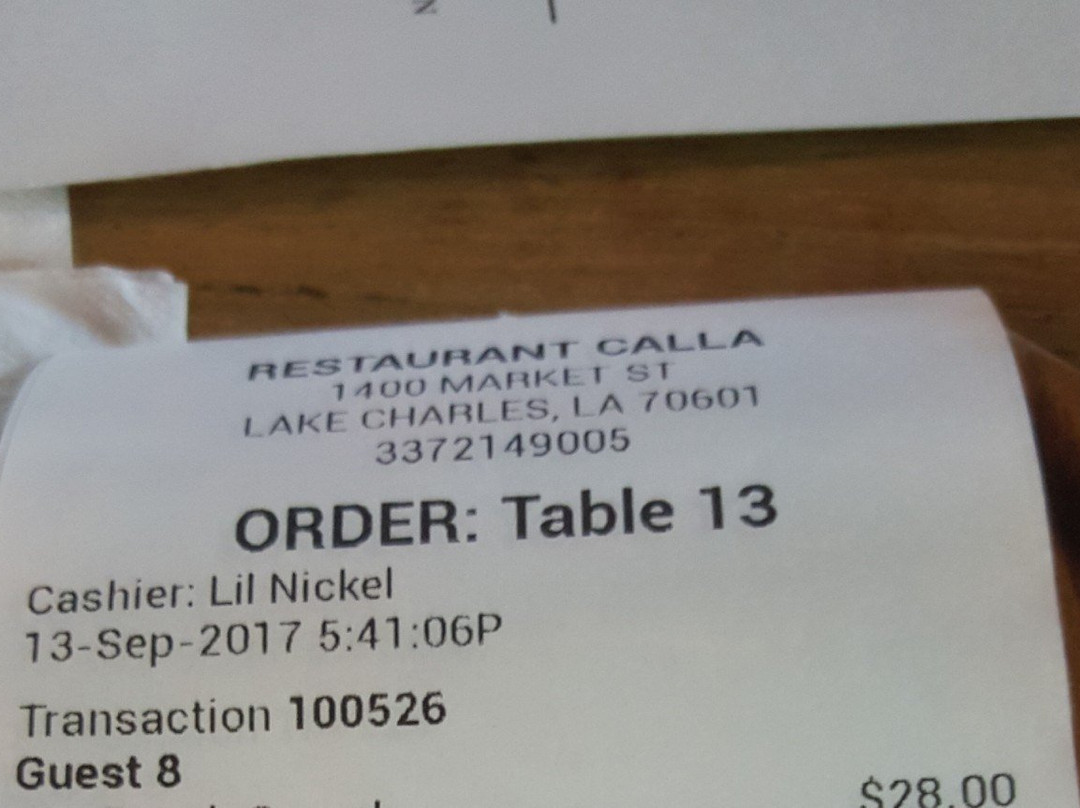 RESTAURANT CALLA
1400 MARKET ST
LAKE CHARLES, LA 70601
3372149005
ORDER: Table 13
Cashier: Lil Nickel
13-Sep-2017 5:41:06P
Transaction 100526
Guest 8
$28.00